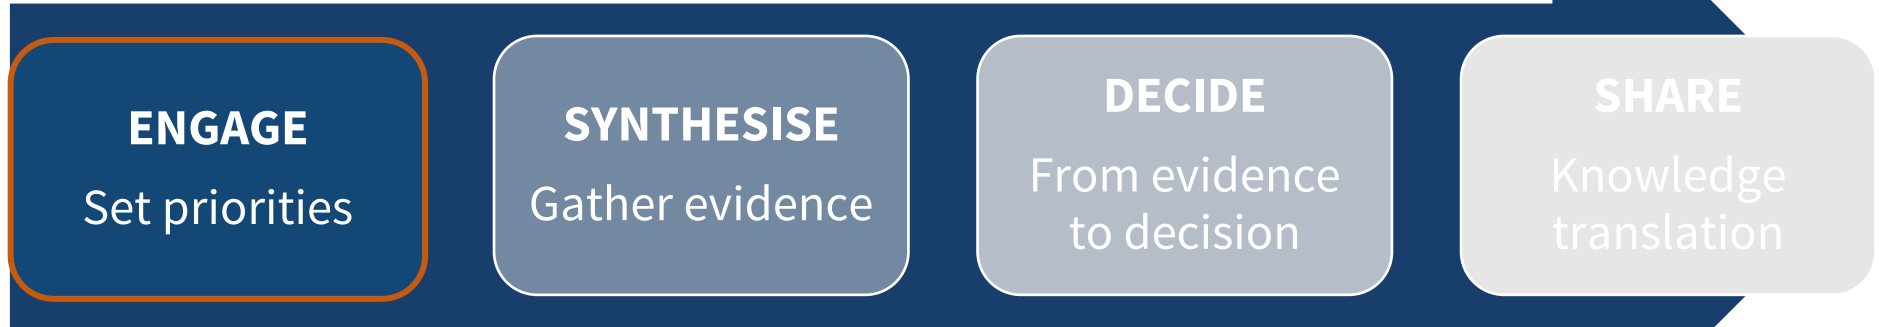 ENGAGE
Set priorities
SYNTHESISE
Gather evidence
DECIDE
From evidence
to decision
SHARE
Knowledge
translation